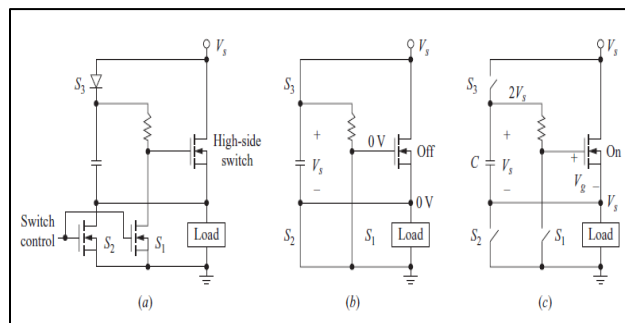 V_s
S_3
High-side
switch
Switch
control
S_2
S_1
Load
(a)
V_s
S_3
0 V
Off
+
V_s
–
0 V
S_2
S_1
Load
(b)
V_s
S_3
2V_s
On
+
C
V_s
–
+
V_g
–
V_s
S_2
S_1
Load
(c)